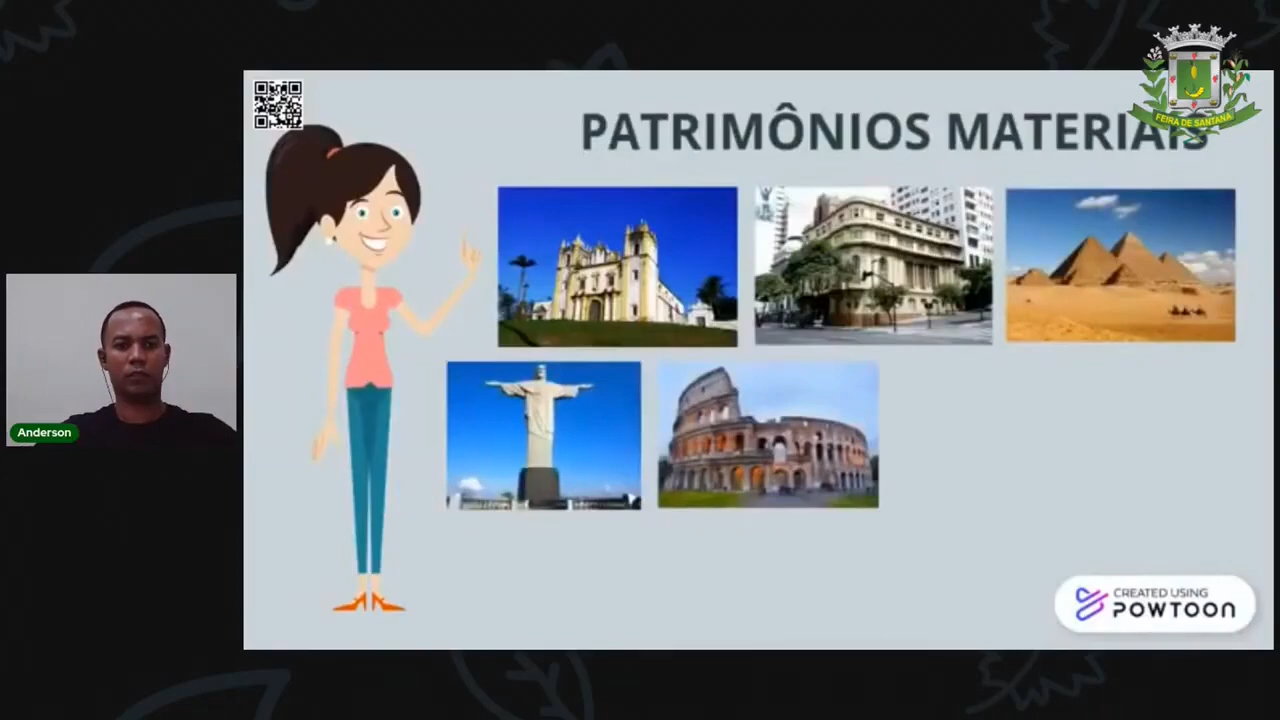 PATRIMÔNIOS MATERIAIS
FEIRA DE SANTANA
Anderson
CREATED USING
POWTOON